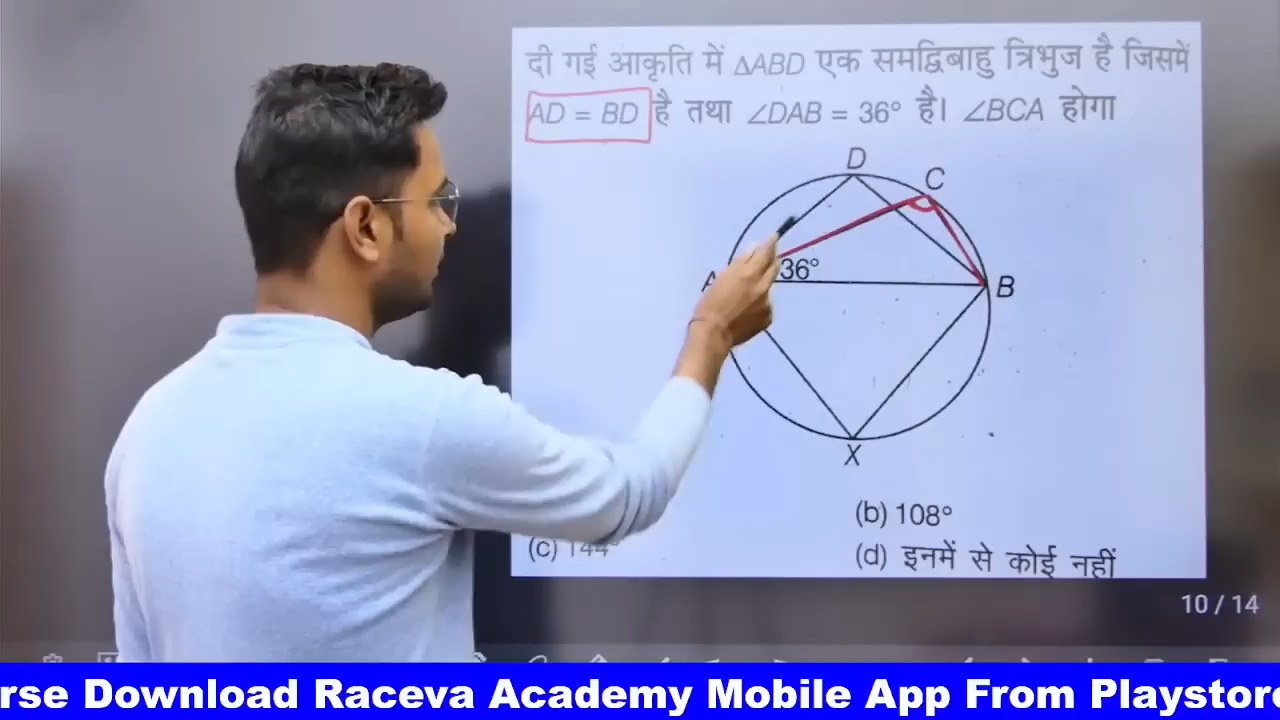 दी गई आकृति में ΔABD एक समद्विबाहु त्रिभुज है जिसमें
AD = BD है तथा ∠DAB = 36° है। ∠BCA होगा
D
C
36°
A
B
X
(b) 108°
(c) 144°
(d) इनमें से कोई नहीं
10 / 14
rse Download Raceva Academy Mobile App From Playstore